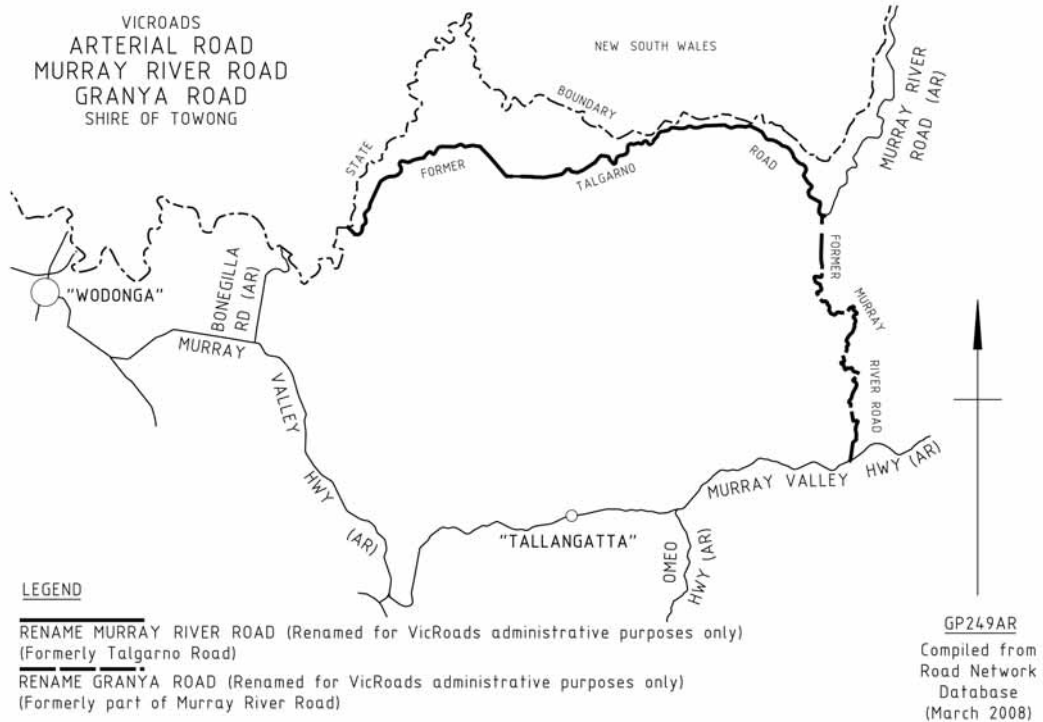 VICROADS
ARTERIAL ROAD
MURRAY RIVER ROAD
GRANYA ROAD
SHIRE OF TOWONG
NEW SOUTH WALES
STATE
BOUNDARY
MURRAY RIVER
ROAD (AR)
FORMER
TALGARNO
ROAD
FORMER
MURRAY
RIVER ROAD
"WODONGA"
BONEGILLA
RD (AR)
MURRAY
VALLEY
HWY
(AR)
MURRAY VALLEY
HWY (AR)
"TALLANGATTA"
OMEO
HWY (AR)
LEGEND
RENAME MURRAY RIVER ROAD (Renamed for VicRoads administrative purposes only)
(Formerly Talgarno Road)
RENAME GRANYA ROAD (Renamed for VicRoads administrative purposes only)
(Formerly part of Murray River Road)
GP249AR
Compiled from
Road Network
Database
(March 2008)